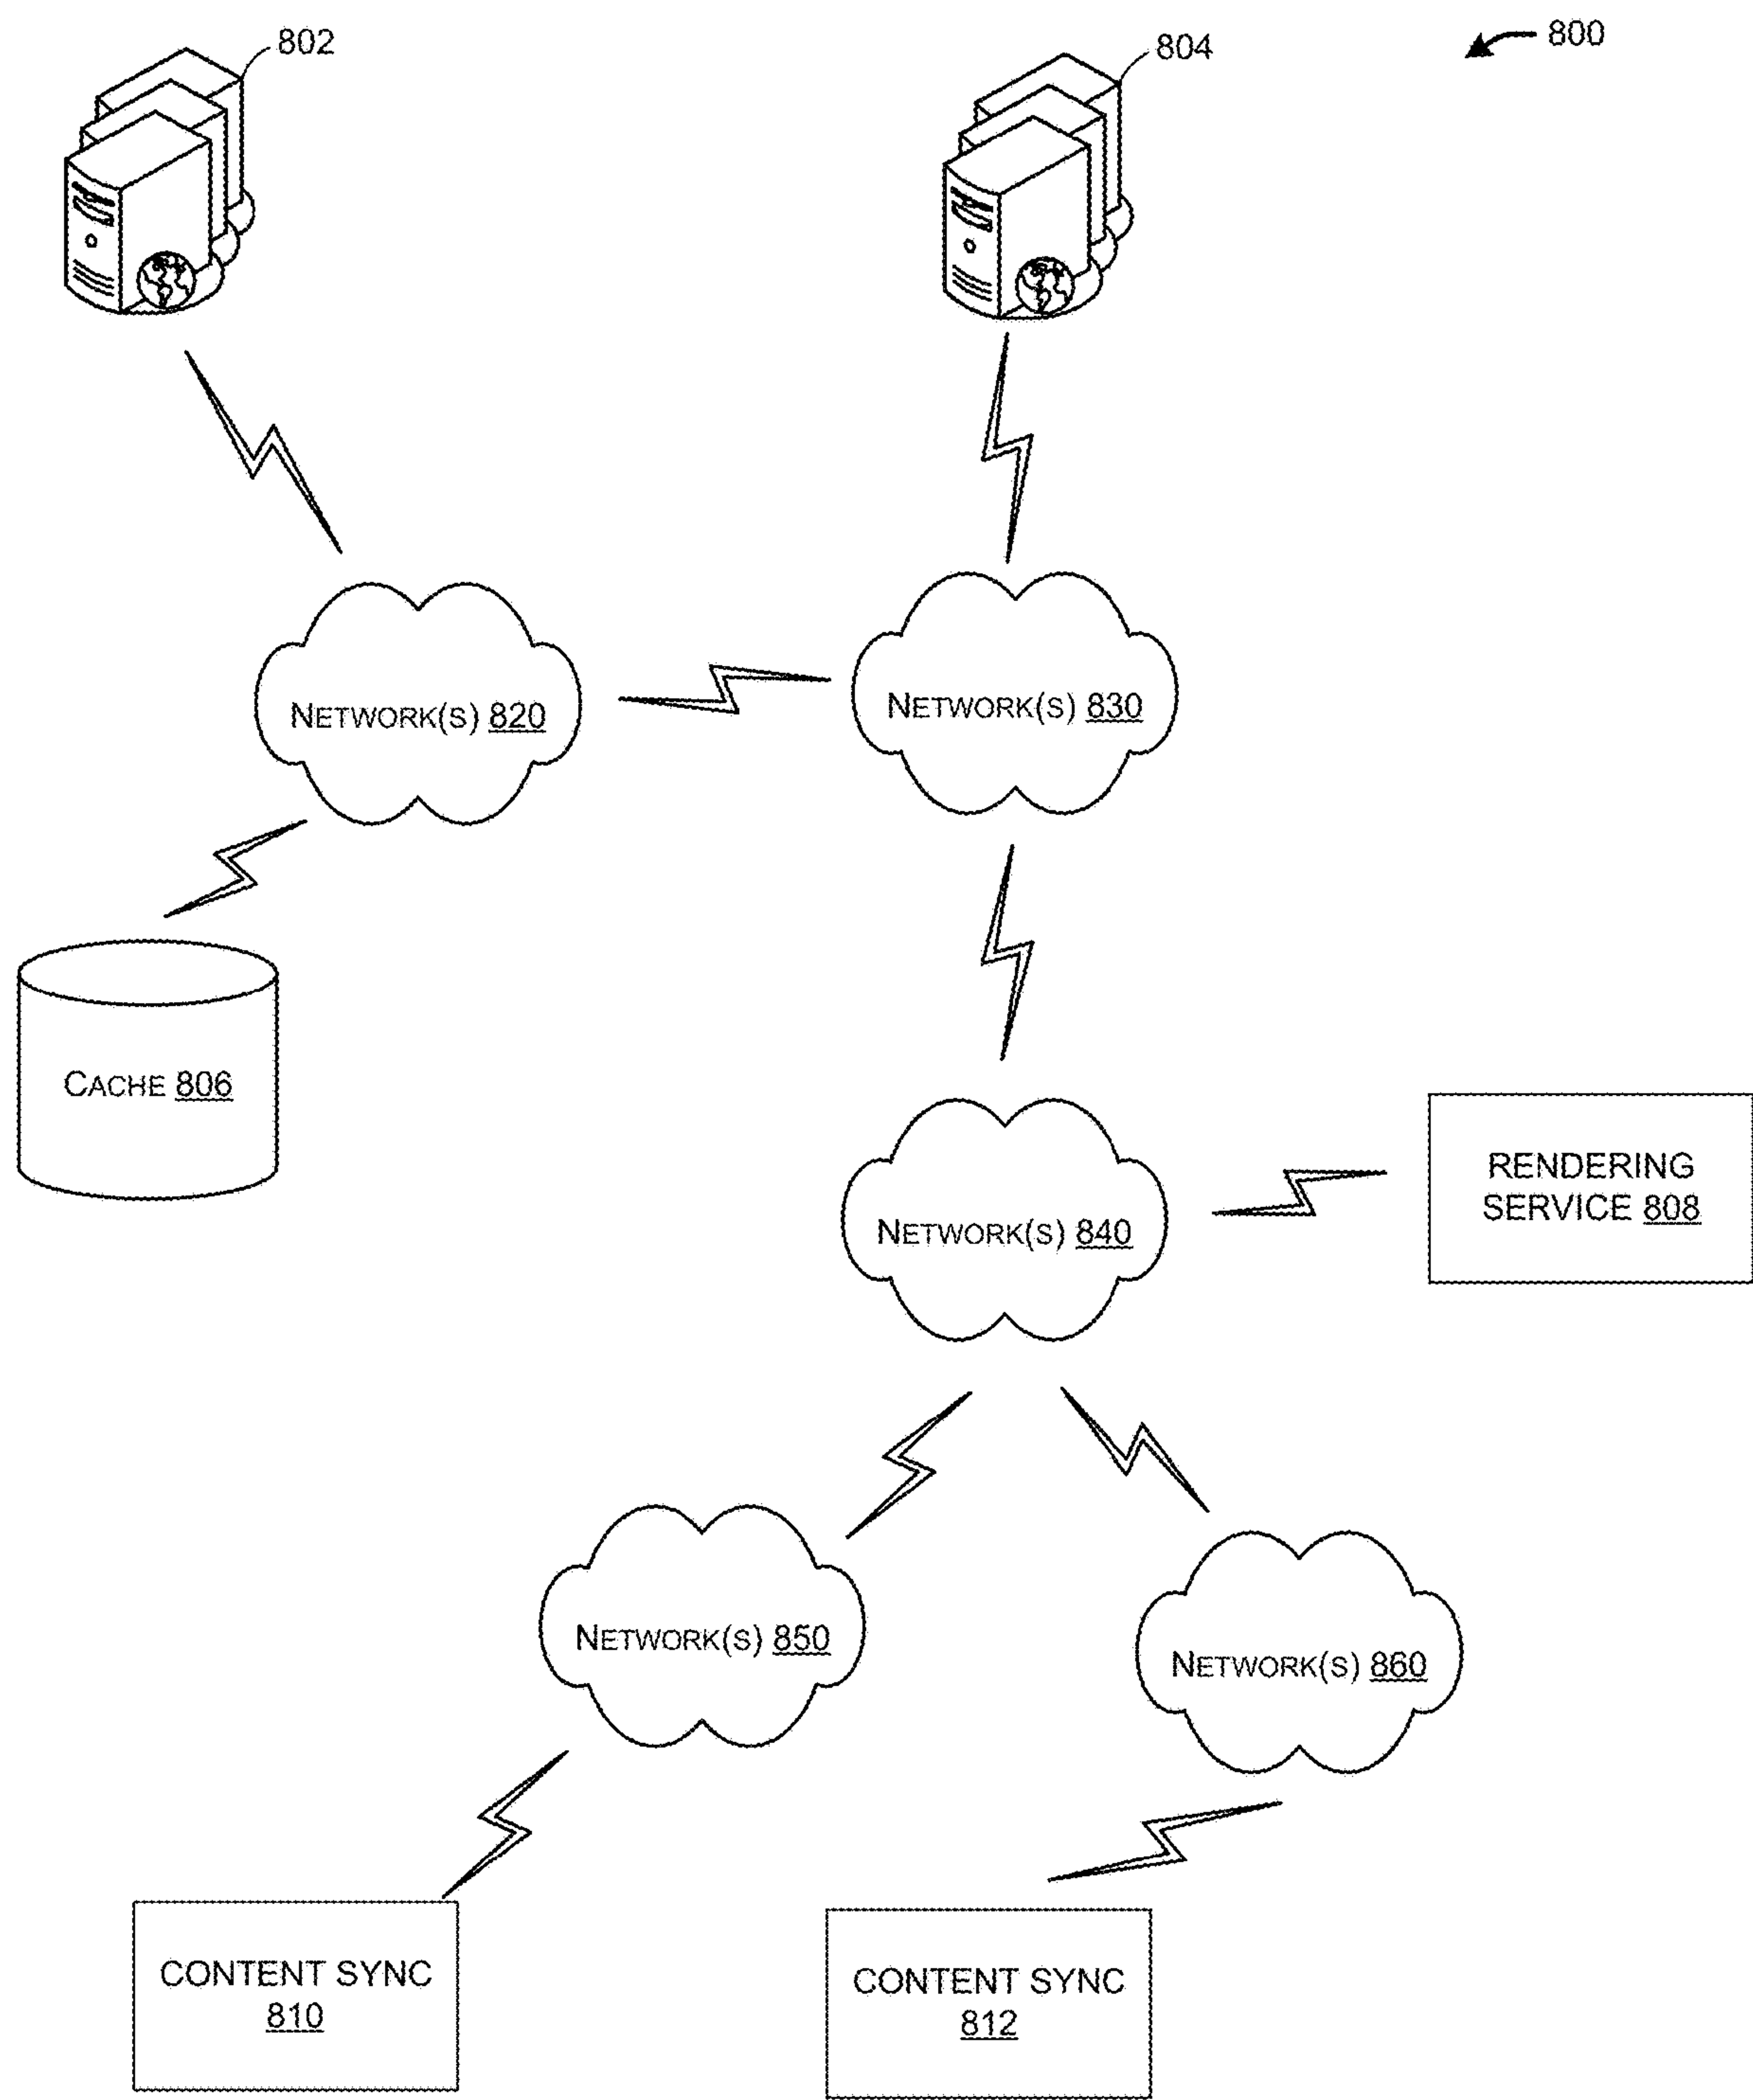 802
804
800
NETWORK(S) 820
NETWORK(S) 830
CACHE 806
RENDERING
SERVICE 808
NETWORK(S) 840
NETWORK(S) 850
NETWORK(S) 860
CONTENT SYNC
810
CONTENT SYNC
812